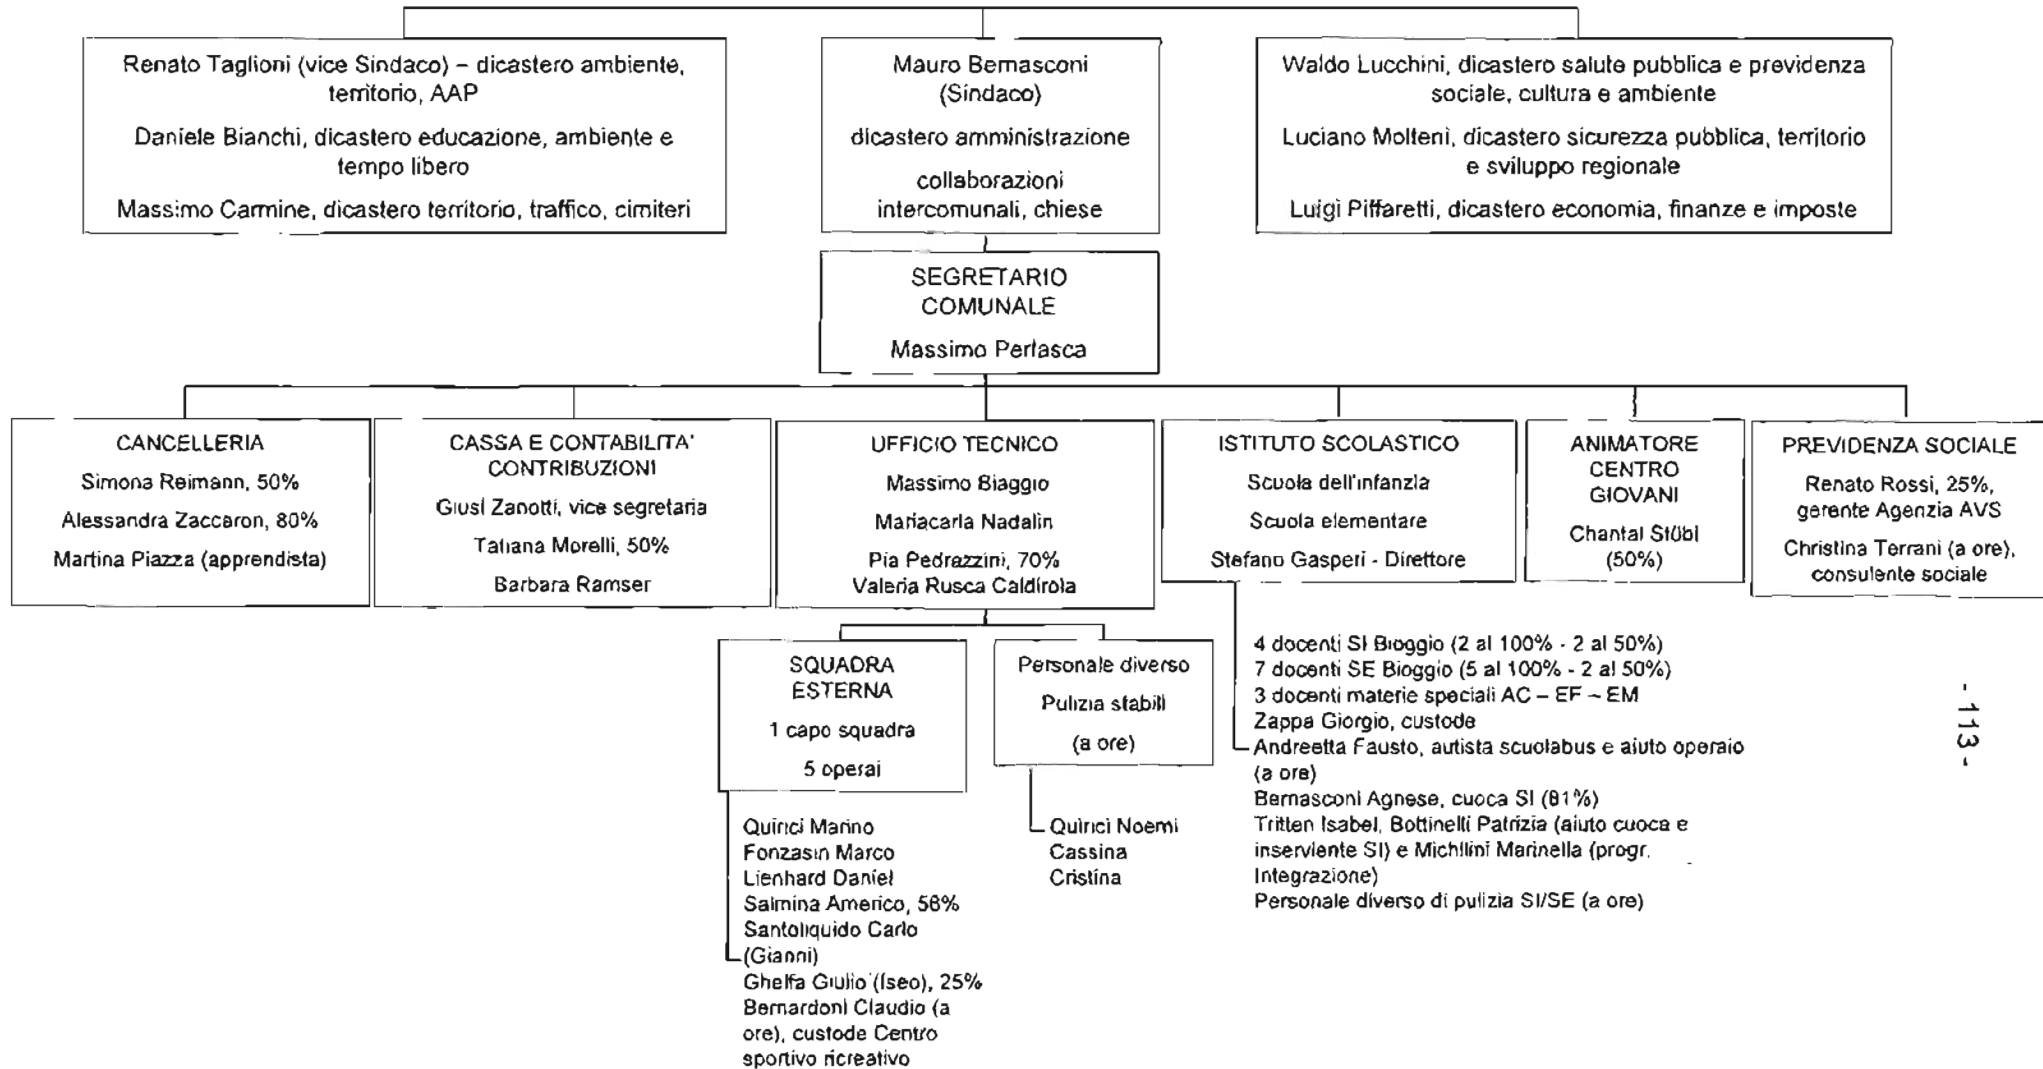 Renato Taglioni (vice Sindaco) – dicastero ambiente,
territorio, AAP
Daniele Bianchi, dicastero educazione, ambiente e
tempo libero
Massimo Carmine, dicastero territorio, traffico, cimiteri
Mauro Bernasconi
(Sindaco)
dicastero amministrazione
collaborazioni
intercomunali, chiese
Waldo Lucchini, dicastero salute pubblica e previdenza
sociale, cultura e ambiente
Luciano Molteni, dicastero sicurezza pubblica, territorio
e sviluppo regionale
Luigi Piffaretti, dicastero economia, finanze e imposte
SEGRETARIO
COMUNALE
Massimo Perlasca
CANCELLERIA
Simona Reimann, 50%
Alessandra Zaccaron, 80%
Martina Piazza (apprendista)
CASSA E CONTABILITA'
CONTRIBUZIONI
Giusi Zanotti, vice segretaria
Tatiana Morelli, 50%
Barbara Ramser
UFFICIO TECNICO
Massimo Biaggio
Mariacarla Nadalin
Pia Pedrazzini, 70%
Valeria Rusca Caldirola
ISTITUTO SCOLASTICO
Scuola dell'infanzia
Scuola elementare
Stefano Gasperi - Direttore
ANIMATORE
CENTRO
GIOVANI
Chantal Stübi
(50%)
PREVIDENZA SOCIALE
Renato Rossi, 25%,
gerente Agenzia AVS
Christina Terrani (a ore),
consulente sociale
SQUADRA
ESTERNA
1 capo squadra
5 operai
Personale diverso
Pulizia stabili
(a ore)
Quirici Marino
Fonzasin Marco
Lienhard Daniel
Salmina Americo, 58%
Santoliquido Carlo
(Gianni)
Ghelfa Giulio (Iseo), 25%
Bernardoni Claudio (a
ore), custode Centro
sportivo ricreativo
Quirici Noemi
Cassina
Cristina
4 docenti SI Bioggio (2 al 100% - 2 al 50%)
7 docenti SE Bioggio (5 al 100% - 2 al 50%)
3 docenti materie speciali AC – EF – EM
Zappa Giorgio, custode
Andreetta Fausto, autista scuolabus e aiuto operaio
(a ore)
Bernasconi Agnese, cuoca SI (81%)
Tritten Isabel, Bottinelli Patrizia (aiuto cuoca e
inserviente SI) e Michilini Marinella (progr.
Integrazione)
Personale diverso di pulizia SI/SE (a ore)
- 113 -